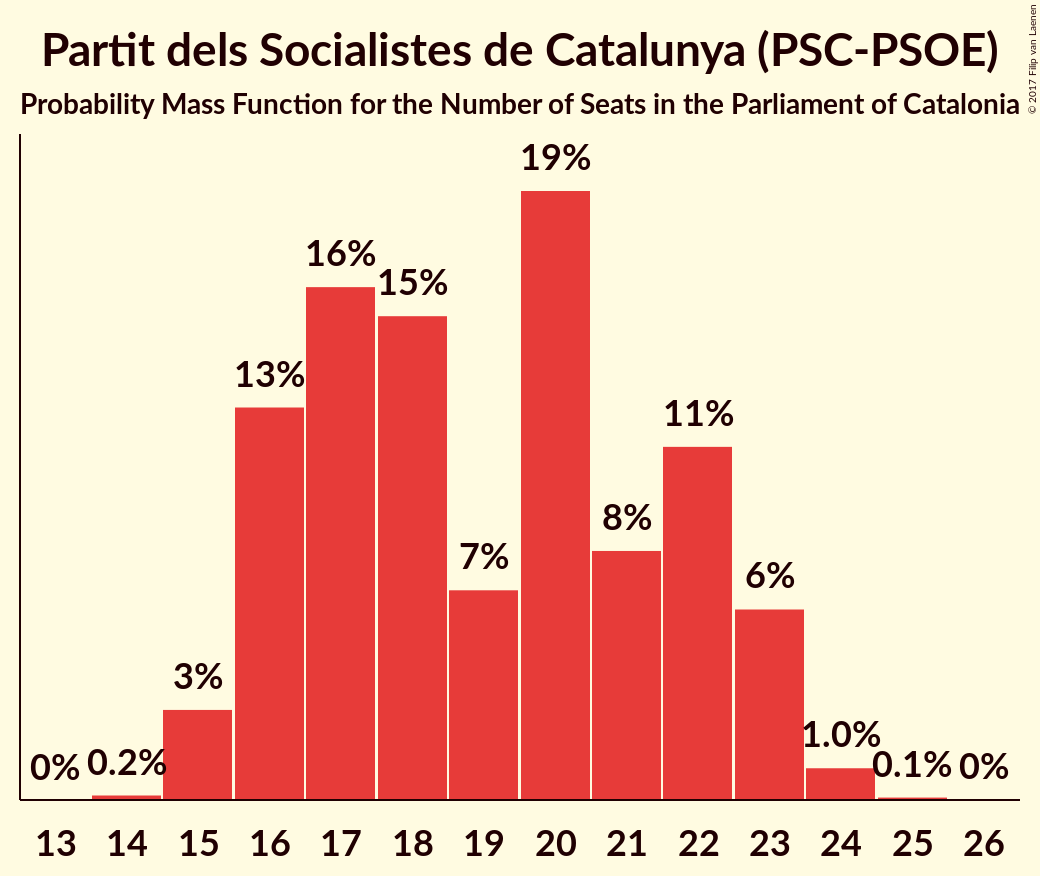 Partit dels Socialistes de Catalunya (PSC-PSOE)
Probability Mass Function for the Number of Seats in the Parliament of Catalonia
© 2017 Filip van Laenen
0% 0.2% 3% 13% 16% 15% 7% 19% 8% 11% 6% 1.0% 0.1% 0%
13 14 15 16 17 18 19 20 21 22 23 24 25 26